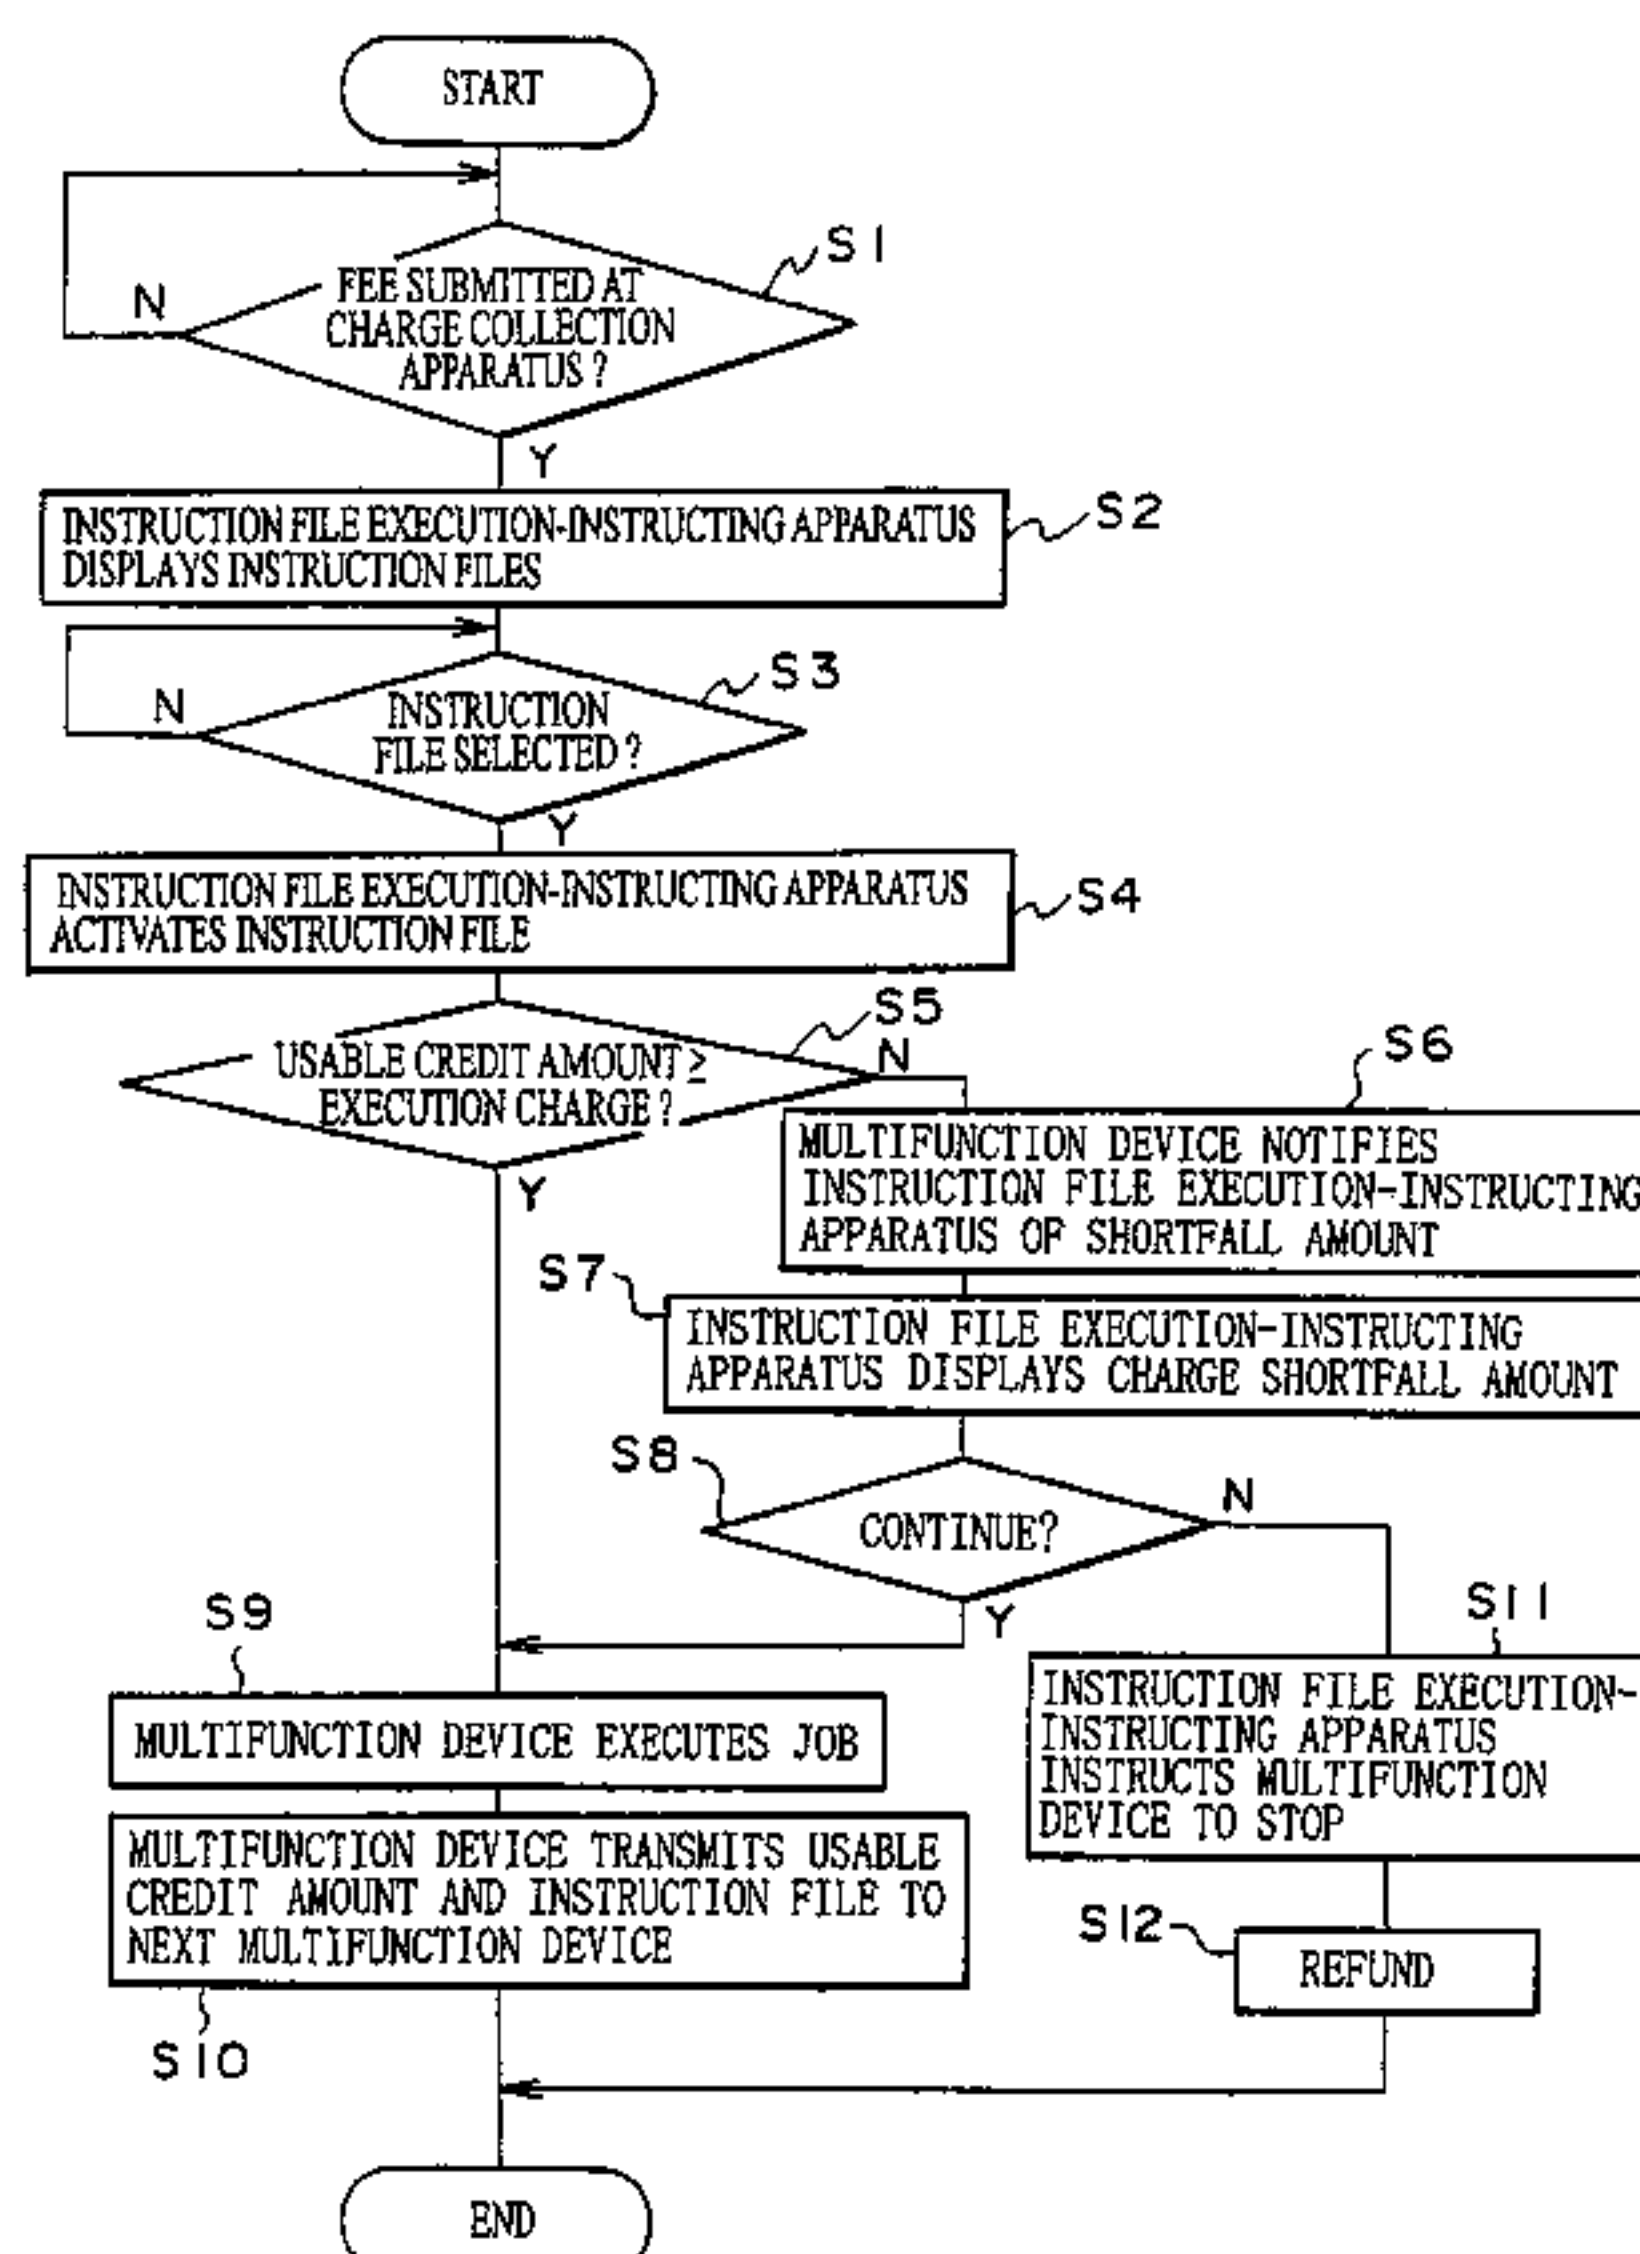 START
S1
N
FEE SUBMITTED AT
CHARGE COLLECTION
APPARATUS ?
Y
S2
INSTRUCTION FILE EXECUTION-INSTRUCTING APPARATUS
DISPLAYS INSTRUCTION FILES
S3
N
INSTRUCTION
FILE SELECTED ?
Y
S4
INSTRUCTION FILE EXECUTION-INSTRUCTING APPARATUS
ACTIVATES INSTRUCTION FILE
S5
N
USABLE CREDIT AMOUNT ≥
EXECUTION CHARGE ?
Y
S6
MULTIFUNCTION DEVICE NOTIFIES
INSTRUCTION FILE EXECUTION-INSTRUCTING
APPARATUS OF SHORTFALL AMOUNT
S7
INSTRUCTION FILE EXECUTION-INSTRUCTING
APPARATUS DISPLAYS CHARGE SHORTFALL AMOUNT
S8
N
CONTINUE?
Y
S9
MULTIFUNCTION DEVICE EXECUTES JOB
MULTIFUNCTION DEVICE TRANSMITS USABLE
CREDIT AMOUNT AND INSTRUCTION FILE TO
NEXT MULTIFUNCTION DEVICE
S10
S11
INSTRUCTION FILE EXECUTION-
INSTRUCTING APPARATUS
INSTRUCTS MULTIFUNCTION
DEVICE TO STOP
S12
REFUND
END